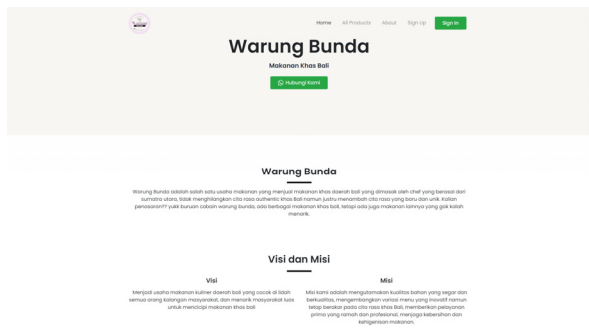 Home All Products About Sign Up Sign In
Warung Bunda
Makanan Khas Bali
Hubungi Kami
Warung Bunda
Warung Bunda adalah salah satu usaha makanan yang menjual makanan khas daerah bali yang dimasak oleh chef yang berasal dari
sumatra utara, tidak menghilangkan cita rasa authentic khas Bali namun justru menambah cita rasa yang baru dan unik. Kalian
penasaran?? yukk buruan cobain warung bunda, ada berbagai makanan khas bali, tetapi ada juga makanan lainnya yang gak kalah
menarik.
Visi dan Misi
Visi
Menjadi usaha makanan kuliner daerah bali yang cocok di lidah
semua orang kalangan masyarakat, dan menarik masyarakat luas
untuk menicipi makanan khas bali
Misi
Misi kami adalah mengutamakan kualitas bahan yang segar dan
berkualitas, mengembangkan variasi menu yang inovatif namun
tetap berakar pada cita rasa khas Bali, memberikan pelayanan
prima yang ramah dan profesional, menjaga kebersihan dan
kehigenisan makanan.